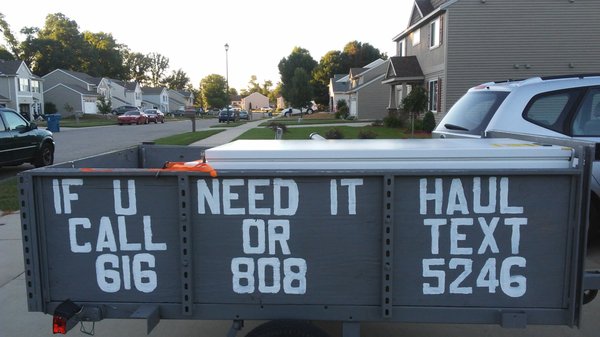 IF U NEED IT HAUL
CALL OR TEXT
616 808 5246